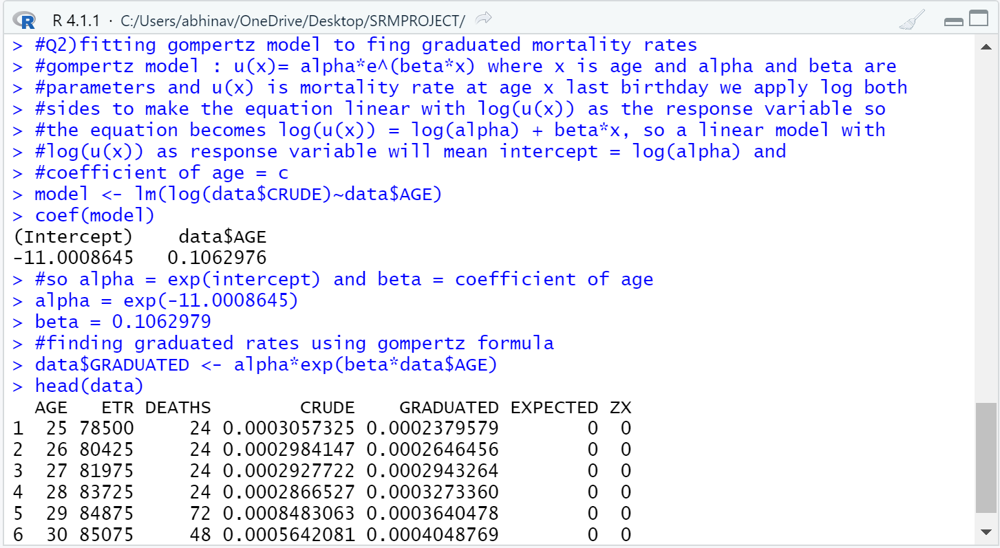 R R 4.1.1 · C:/Users/abhinav/OneDrive/Desktop/SRMPROJECT/
> #Q2)fitting gompertz model to fing graduated mortality rates
> #gompertz model : u(x)= alpha*e^(beta*x) where x is age and alpha and beta are
> #parameters and u(x) is mortality rate at age x last birthday we apply log both
> #sides to make the equation linear with log(u(x)) as the response variable so
> #the equation becomes log(u(x)) = log(alpha) + beta*x, so a linear model with
> #log(u(x)) as response variable will mean intercept = log(alpha) and
> #coefficient of age = c
> model <- lm(log(data$CRUDE)~data$AGE)
> coef(model)
(Intercept)    data$AGE
-11.0008645   0.1062976
> #so alpha = exp(intercept) and beta = coefficient of age
> alpha = exp(-11.0008645)
> beta = 0.1062979
> #finding graduated rates using gompertz formula
> data$GRADUATED <- alpha*exp(beta*data$AGE)
> head(data)
  AGE   ETR DEATHS        CRUDE    GRADUATED EXPECTED ZX
1  25 78500     24 0.0003057325 0.0002379579        0  0
2  26 80425     24 0.0002984147 0.0002646456        0  0
3  27 81975     24 0.0002927722 0.0002943264        0  0
4  28 83725     24 0.0002866527 0.0003273360        0  0
5  29 84875     72 0.0008483063 0.0003640478        0  0
6  30 85075     48 0.0005642081 0.0004048769        0  0